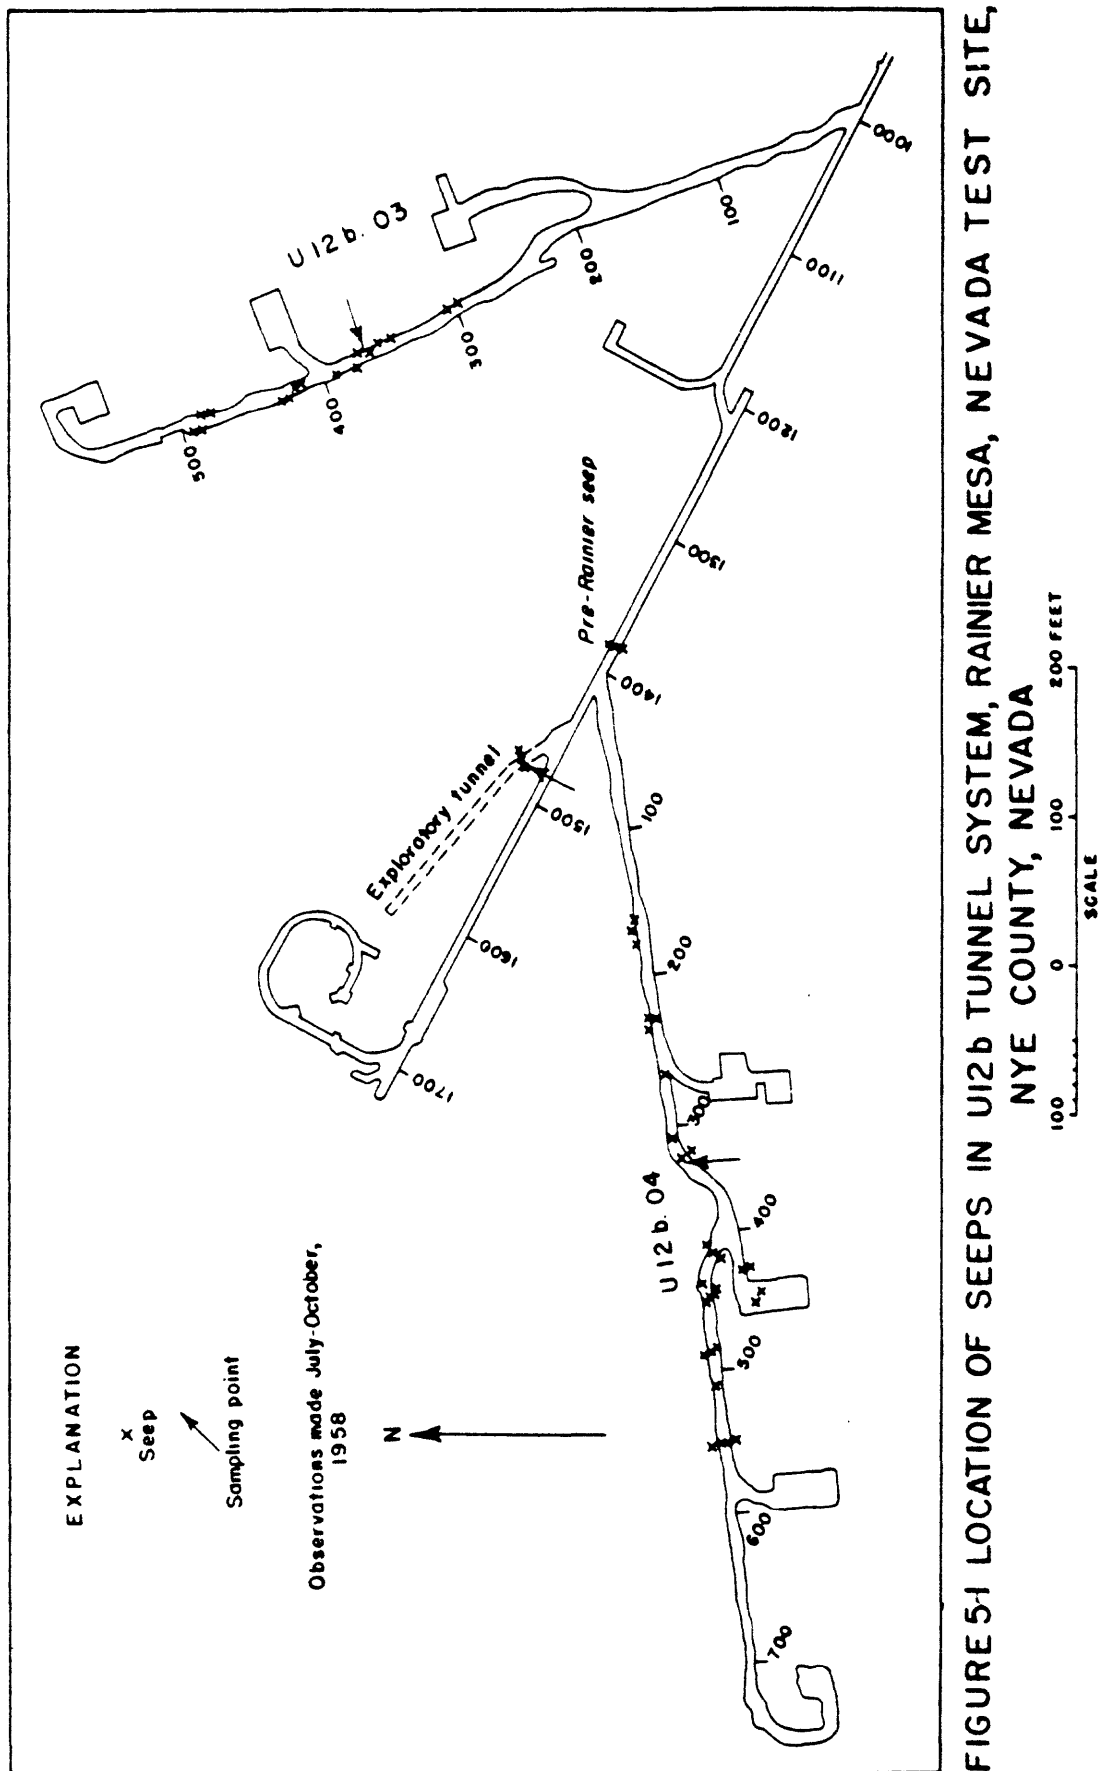 EXPLANATION
x
Seep
Sampling point
Observations made July-October,
1958
N
U12b.03
100
200
300
400
500
1000
1100
1200
1300
1400
1500
1600
1700
Pre-Rainier seep
Exploratory tunnel
U12b.04
100
200
300
400
500
600
700
FIGURE 5-1 LOCATION OF SEEPS IN U12b TUNNEL SYSTEM, RAINIER MESA, NEVADA TEST SITE,
NYE COUNTY, NEVADA
100 0 100 200 FEET
SCALE